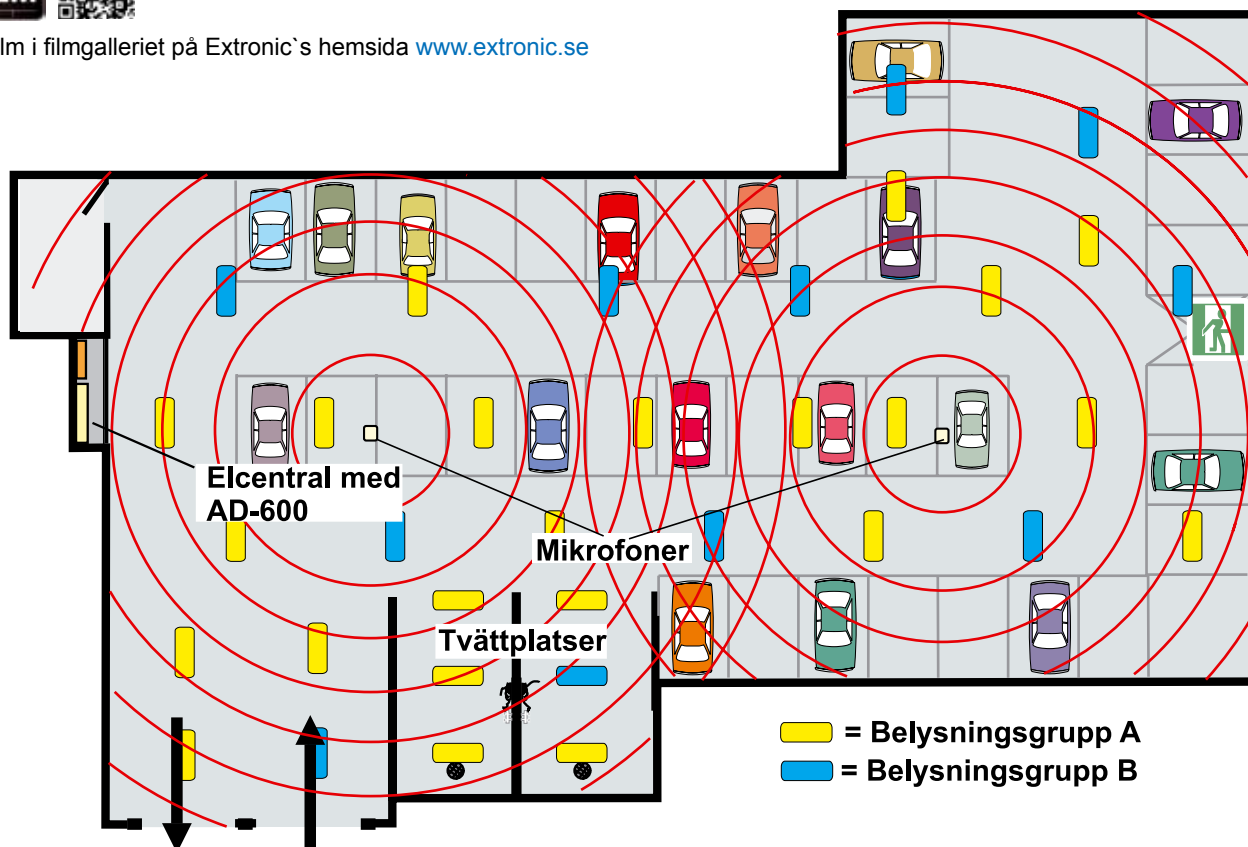 lm i filmgalleriet på Extronic`s hemsida www.extronic.se
Elcentral med
AD-600
Mikrofoner
Tvättplatser
= Belysningsgrupp A
= Belysningsgrupp B